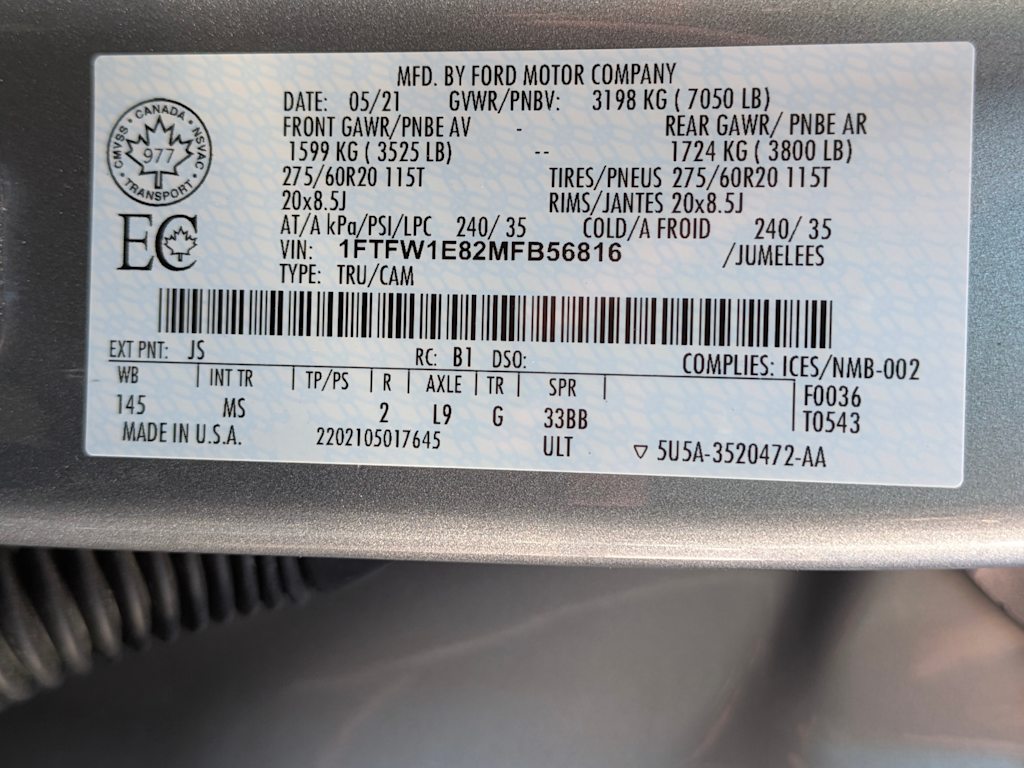 MFD. BY FORD MOTOR COMPANY
DATE: 05/21 GVWR/PNBV: 3198 KG ( 7050 LB)
FRONT GAWR/PNBE AV - REAR GAWR/ PNBE AR
1599 KG ( 3525 LB) -- 1724 KG ( 3800 LB)
275/60R20 115T TIRES/PNEUS 275/60R20 115T
20x8.5J RIMS/JANTES 20x8.5J
AT/A kPa/PSI/LPC 240/ 35 COLD/A FROID 240/ 35
VIN: 1FTFW1E82MFB56816 /JUMELEES
TYPE: TRU/CAM
CANADA
CMVSS NSVAC
977
TRANSPORT
EC
EXT PNT: JS RC: B1 DSO: COMPLIES: ICES/NMB-002
WB INT TR TP/PS R AXLE TR SPR F0036
145 MS 2 L9 G 33BB T0543
MADE IN U.S.A. 2202105017645 ULT ▽ 5U5A-3520472-AA